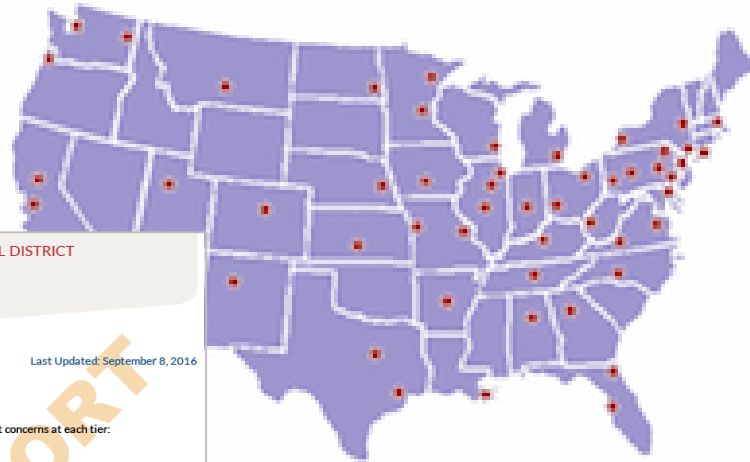 L DISTRICT
Last Updated: September 8, 2016
t concerns at each tier:
ORT